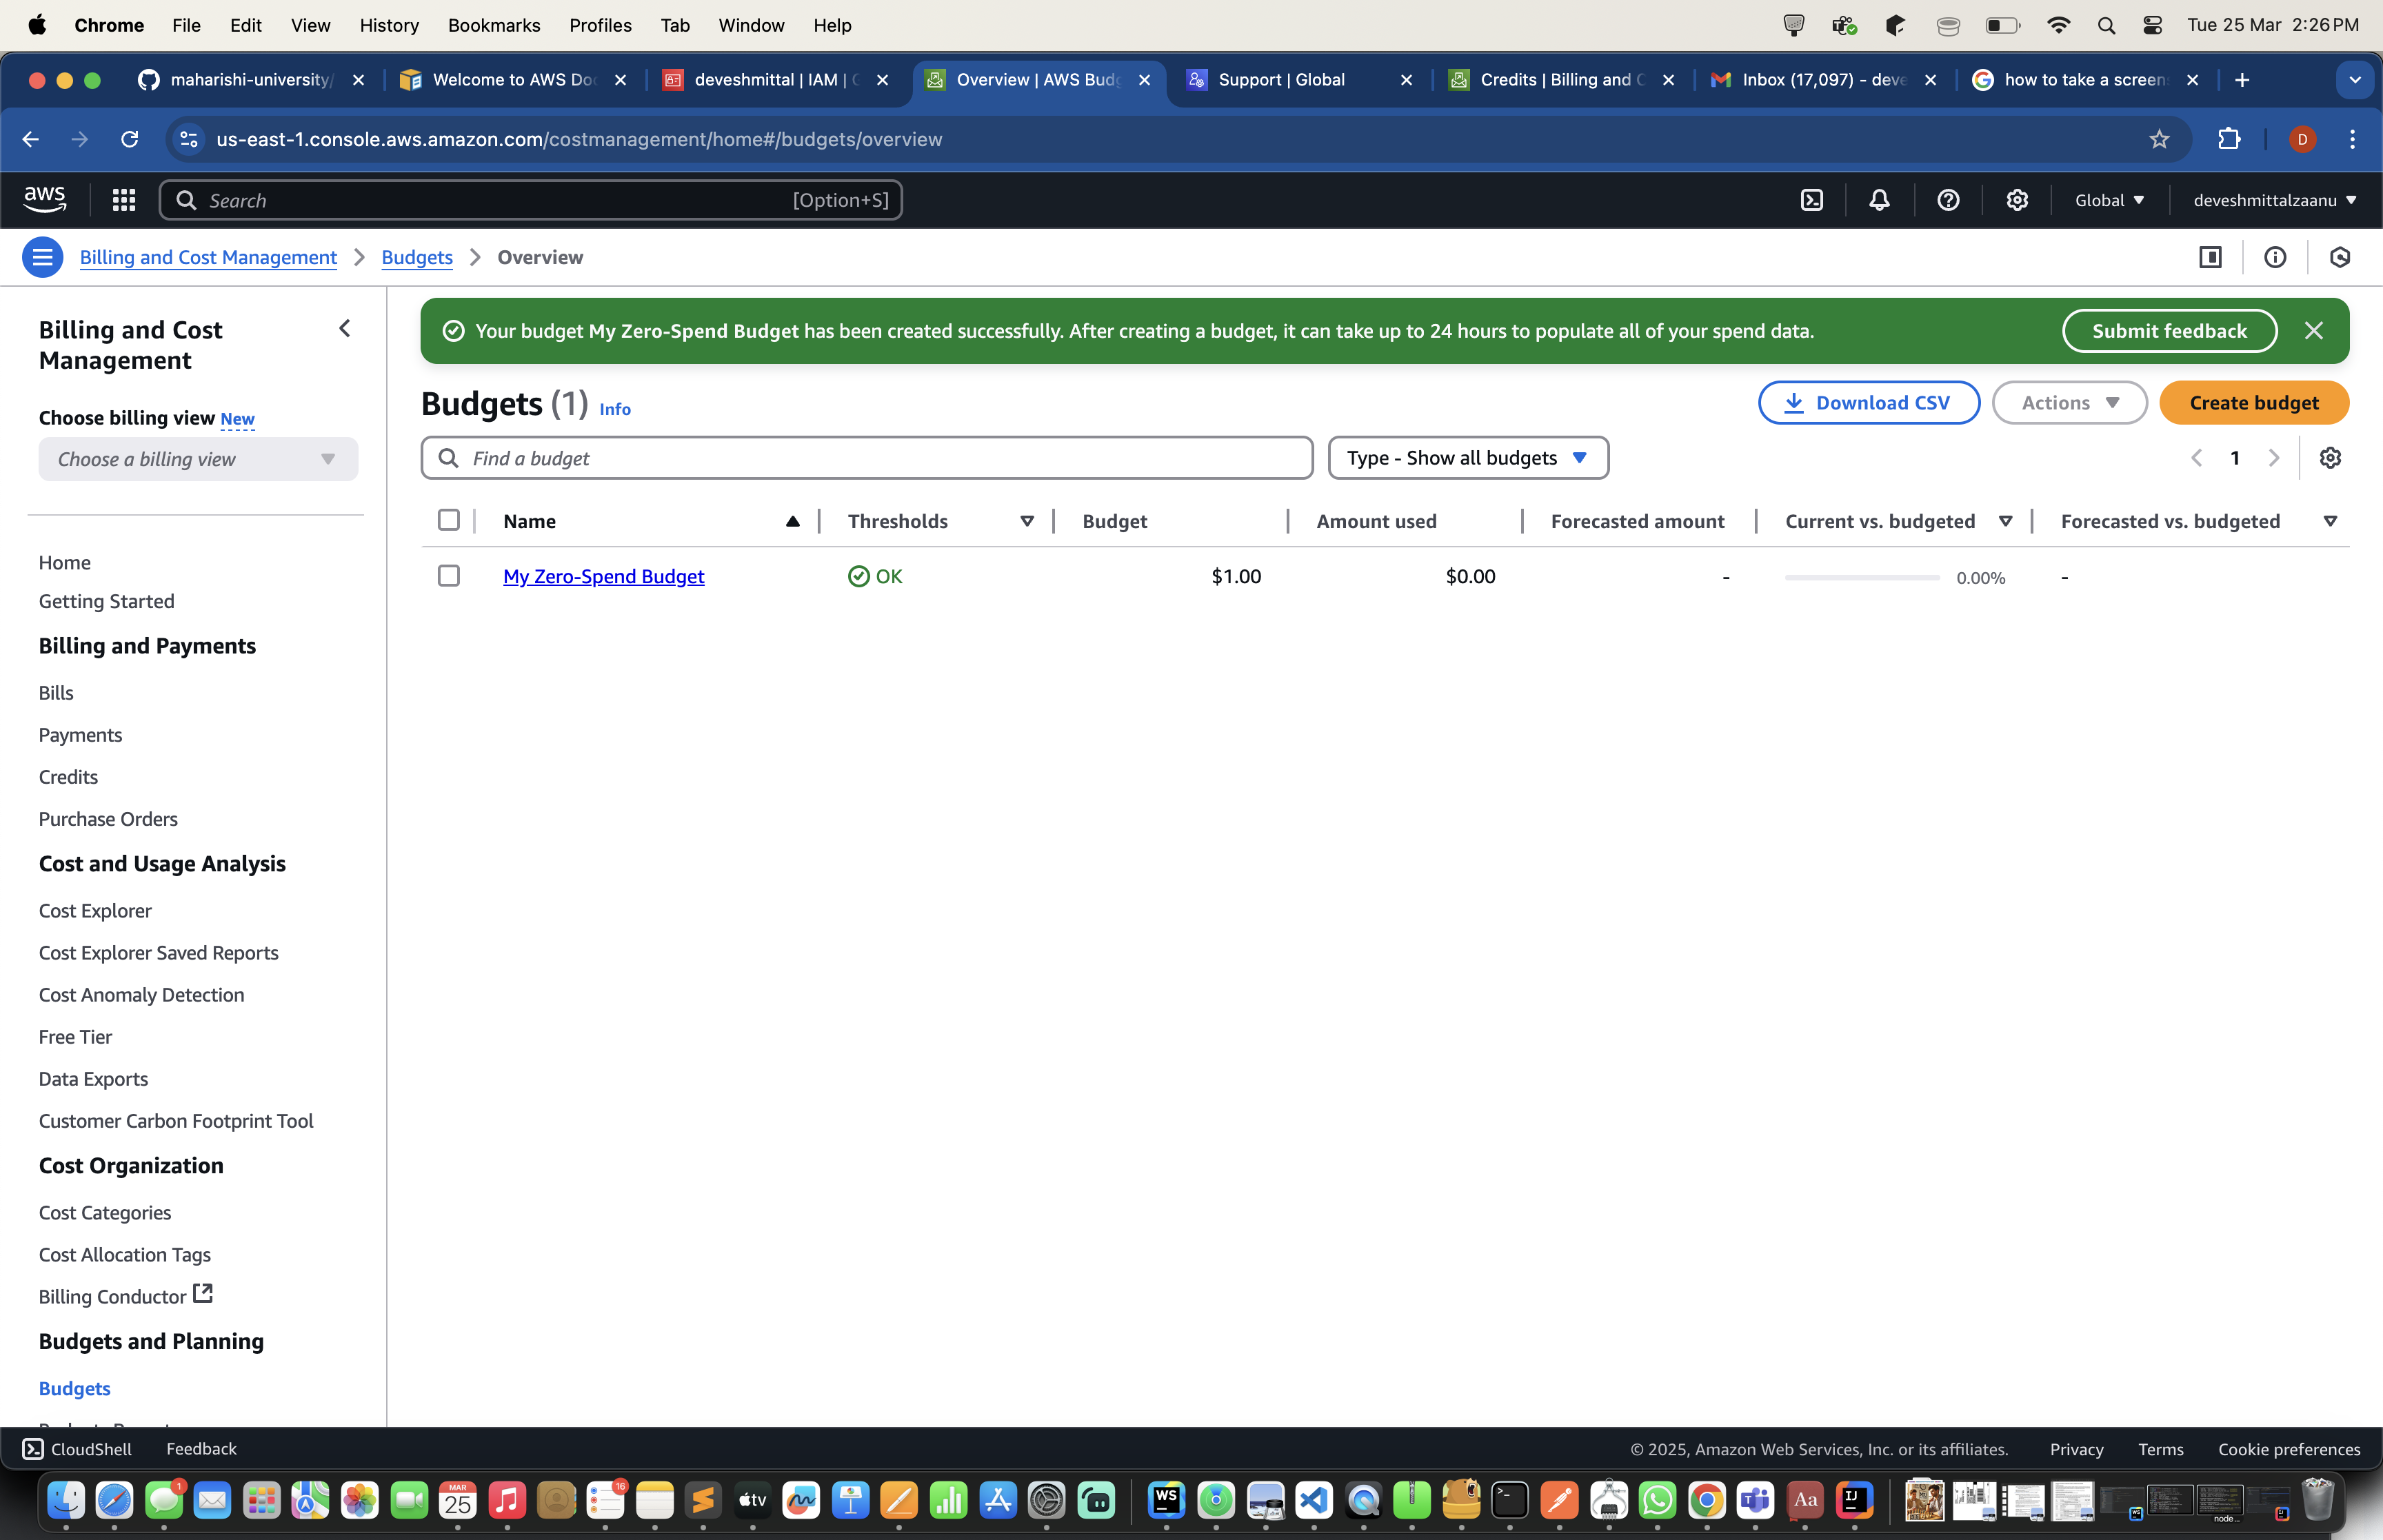 Chrome File Edit View History Bookmarks Profiles Tab Window Help Tue 25 Mar 2:26 PM
maharishi-university/ Welcome to AWS Doc deveshmittal | IAM | Overview | AWS Budg Support | Global Credits | Billing and C Inbox (17,097) - deve how to take a screen
us-east-1.console.aws.amazon.com/costmanagement/home#/budgets/overview D
aws Search [Option+S] Global deveshmittalzaanu
Billing and Cost Management Budgets Overview
Billing and Cost
Management
Choose billing view New
Choose a billing view
Home
Getting Started
Billing and Payments
Bills
Payments
Credits
Purchase Orders
Cost and Usage Analysis
Cost Explorer
Cost Explorer Saved Reports
Cost Anomaly Detection
Free Tier
Data Exports
Customer Carbon Footprint Tool
Cost Organization
Cost Categories
Cost Allocation Tags
Billing Conductor
Budgets and Planning
Budgets
Your budget My Zero-Spend Budget has been created successfully. After creating a budget, it can take up to 24 hours to populate all of your spend data. Submit feedback
Budgets (1) Info Download CSV Actions Create budget
Find a budget Type - Show all budgets 1
Name Thresholds Budget Amount used Forecasted amount Current vs. budgeted Forecasted vs. budgeted
My Zero-Spend Budget OK $1.00 $0.00 - 0.00% -
CloudShell Feedback © 2025, Amazon Web Services, Inc. or its affiliates. Privacy Terms Cookie preferences
1 MAR 25 16 tv WS Aa IJ